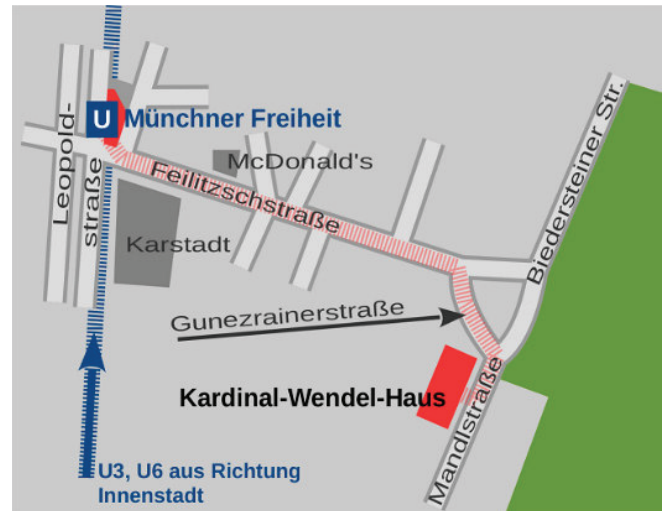 Leopold-
straße
U
Münchner Freiheit
McDonald's
Feilitzschstraße
Karstadt
Biedersteiner Str.
Gunezrainerstraße
Kardinal-Wendel-Haus
Mandlstraße
U3, U6 aus Richtung
Innenstadt